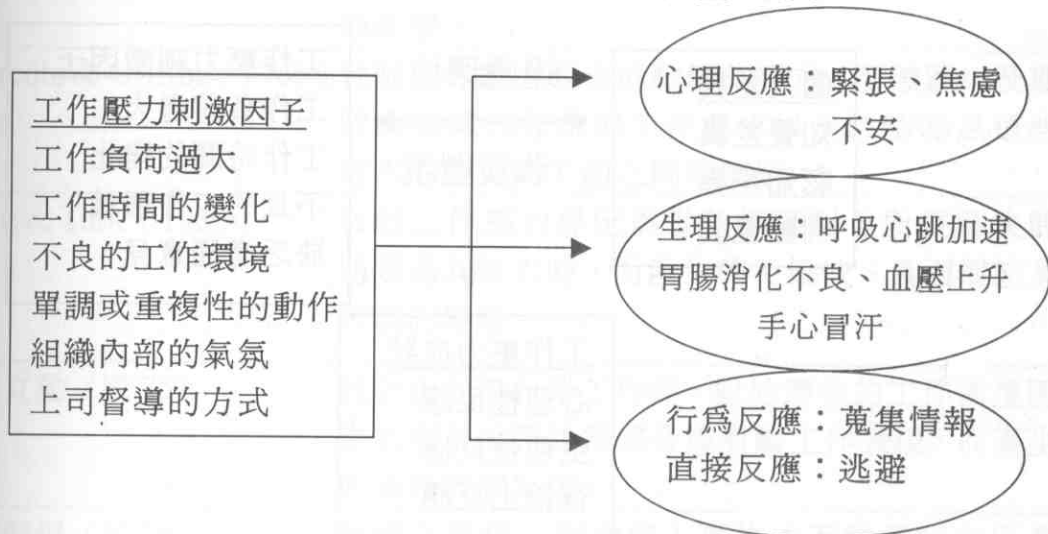 工作壓力刺激因子
工作負荷過大
工作時間的變化
不良的工作環境
單調或重複性的動作
組織內部的氣氛
上司督導的方式
心理反應：緊張、焦慮
不安
生理反應：呼吸心跳加速
胃腸消化不良、血壓上升
手心冒汗
行爲反應：蒐集情報
直接反應：逃避